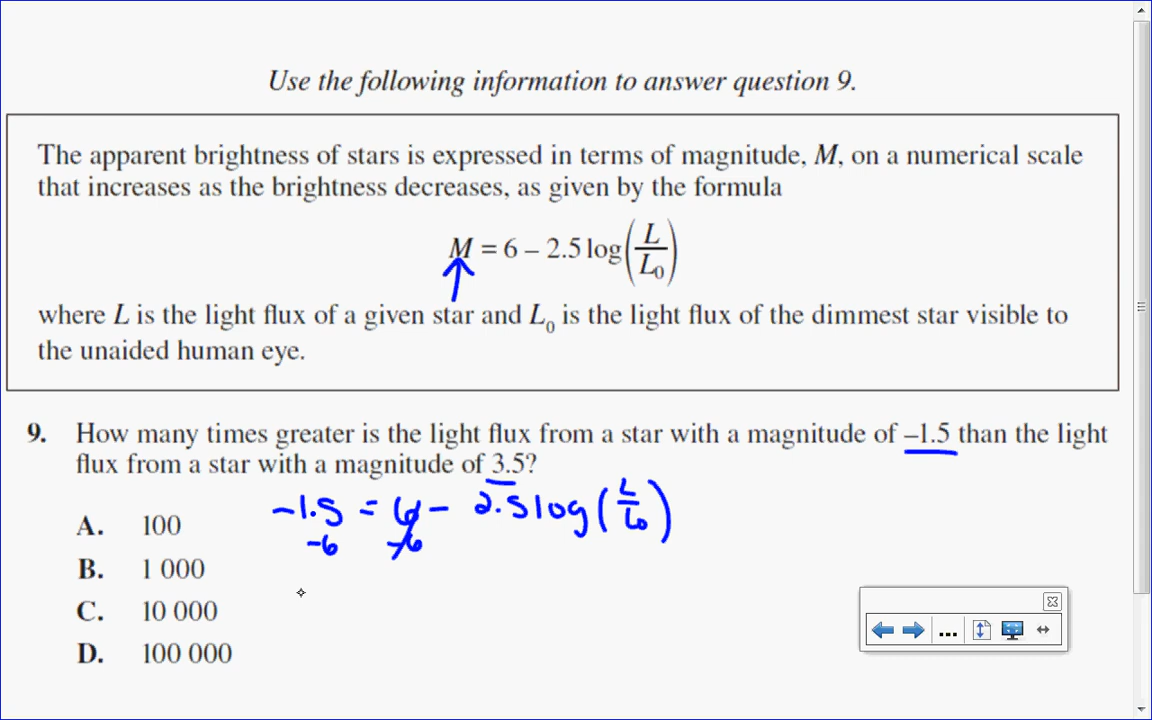 Use the following information to answer question 9.
The apparent brightness of stars is expressed in terms of magnitude, M, on a numerical scale
that increases as the brightness decreases, as given by the formula
M = 6 – 2.5 log(L/L₀)
where L is the light flux of a given star and L₀ is the light flux of the dimmest star visible to
the unaided human eye.
9. How many times greater is the light flux from a star with a magnitude of –1.5 than the light
flux from a star with a magnitude of 3.5?
-1.5 = 6 - 2.5 log(L/L₀)
-6 -6
A. 100
B. 1 000
C. 10 000
D. 100 000